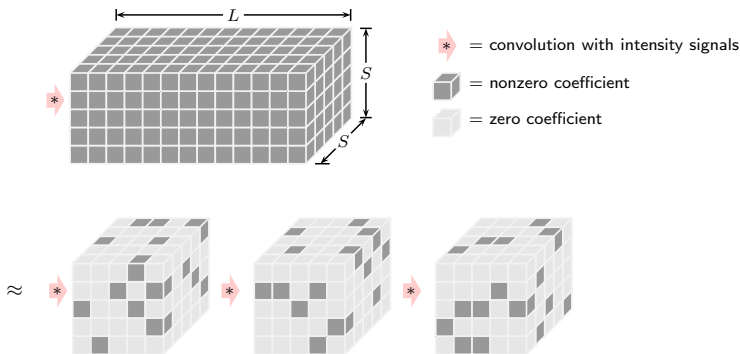 L
S
S
*
* = convolution with intensity signals
= nonzero coefficient
= zero coefficient
≈ * * *